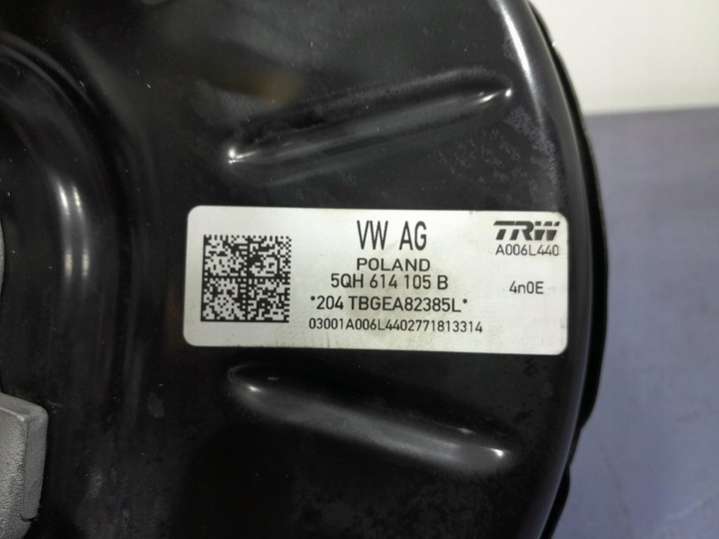 VW AG
TRW
A006L440
POLAND
5QH 614 105 B
4n0E
*204 TBGEA82385L*
03001A006L4402771813314